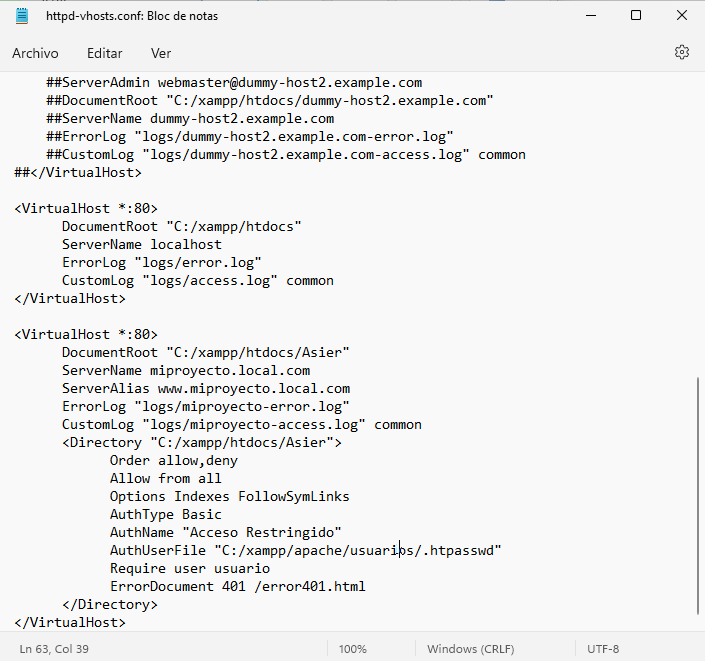 httpd-vhosts.conf: Bloc de notas
Archivo Editar Ver
##ServerAdmin webmaster@dummy-host2.example.com
##DocumentRoot "C:/xampp/htdocs/dummy-host2.example.com"
##ServerName dummy-host2.example.com
##ErrorLog "logs/dummy-host2.example.com-error.log"
##CustomLog "logs/dummy-host2.example.com-access.log" common
##</VirtualHost>
<VirtualHost *:80>
DocumentRoot "C:/xampp/htdocs"
ServerName localhost
ErrorLog "logs/error.log"
CustomLog "logs/access.log" common
</VirtualHost>
<VirtualHost *:80>
DocumentRoot "C:/xampp/htdocs/Asier"
ServerName miproyecto.local.com
ServerAlias www.miproyecto.local.com
ErrorLog "logs/miproyecto-error.log"
CustomLog "logs/miproyecto-access.log" common
<Directory "C:/xampp/htdocs/Asier">
Order allow,deny
Allow from all
Options Indexes FollowSymLinks
AuthType Basic
AuthName "Acceso Restringido"
AuthUserFile "C:/xampp/apache/usuarios/.htpasswd"
Require user usuario
ErrorDocument 401 /error401.html
</Directory>
</VirtualHost>
Ln 63, Col 39 100% Windows (CRLF) UTF-8